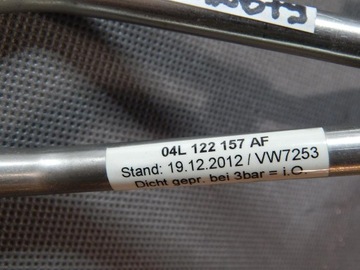 04L 122 157 AF
Stand: 19.12.2012 / VW7253
Dicht gepr. bei 3bar = i.O.